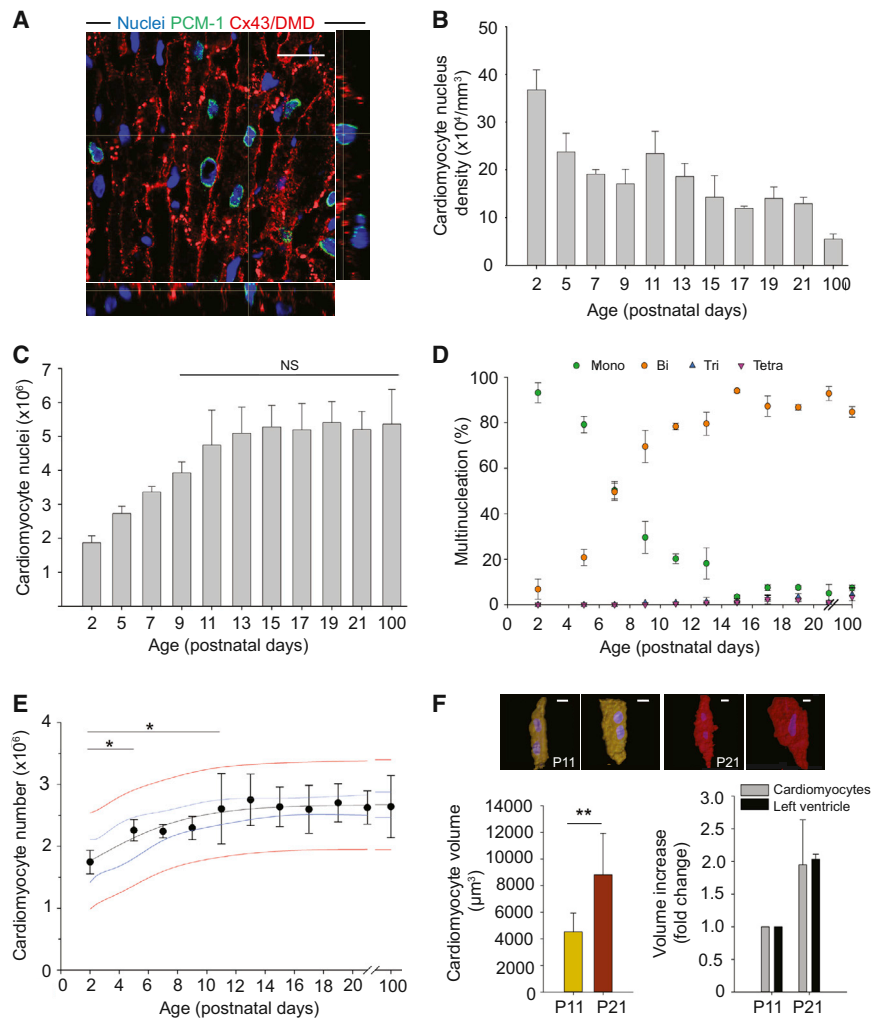 A
Nuclei PCM-1 Cx43/DMD
B
Cardiomyocyte nucleus
density (x10⁴/mm³)
50
40
30
20
10
0
2 5 7 9 11 13 15 17 19 21 100
Age (postnatal days)
C
NS
Cardiomyocyte nuclei (x10⁶)
7
6
5
4
3
2
1
2 5 7 9 11 13 15 17 19 21 100
Age (postnatal days)
D
Mono Bi Tri Tetra
Multinucleation (%)
100
80
60
40
20
0
0 2 4 6 8 10 12 14 16 18 20 100
Age (postnatal days)
E
*
*
Cardiomyocyte number (x10⁶)
4
3
2
1
0
0 2 4 6 8 10 12 14 16 18 20 100
Age (postnatal days)
F
P11
P21
Cardiomyocyte volume
(µm³)
14000
12000
10000
8000
6000
4000
2000
0
**
P11 P21
Cardiomyocytes
Left ventricle
Volume increase
(fold change)
3.0
2.5
2.0
1.5
1.0
0.5
0.0
P11 P21